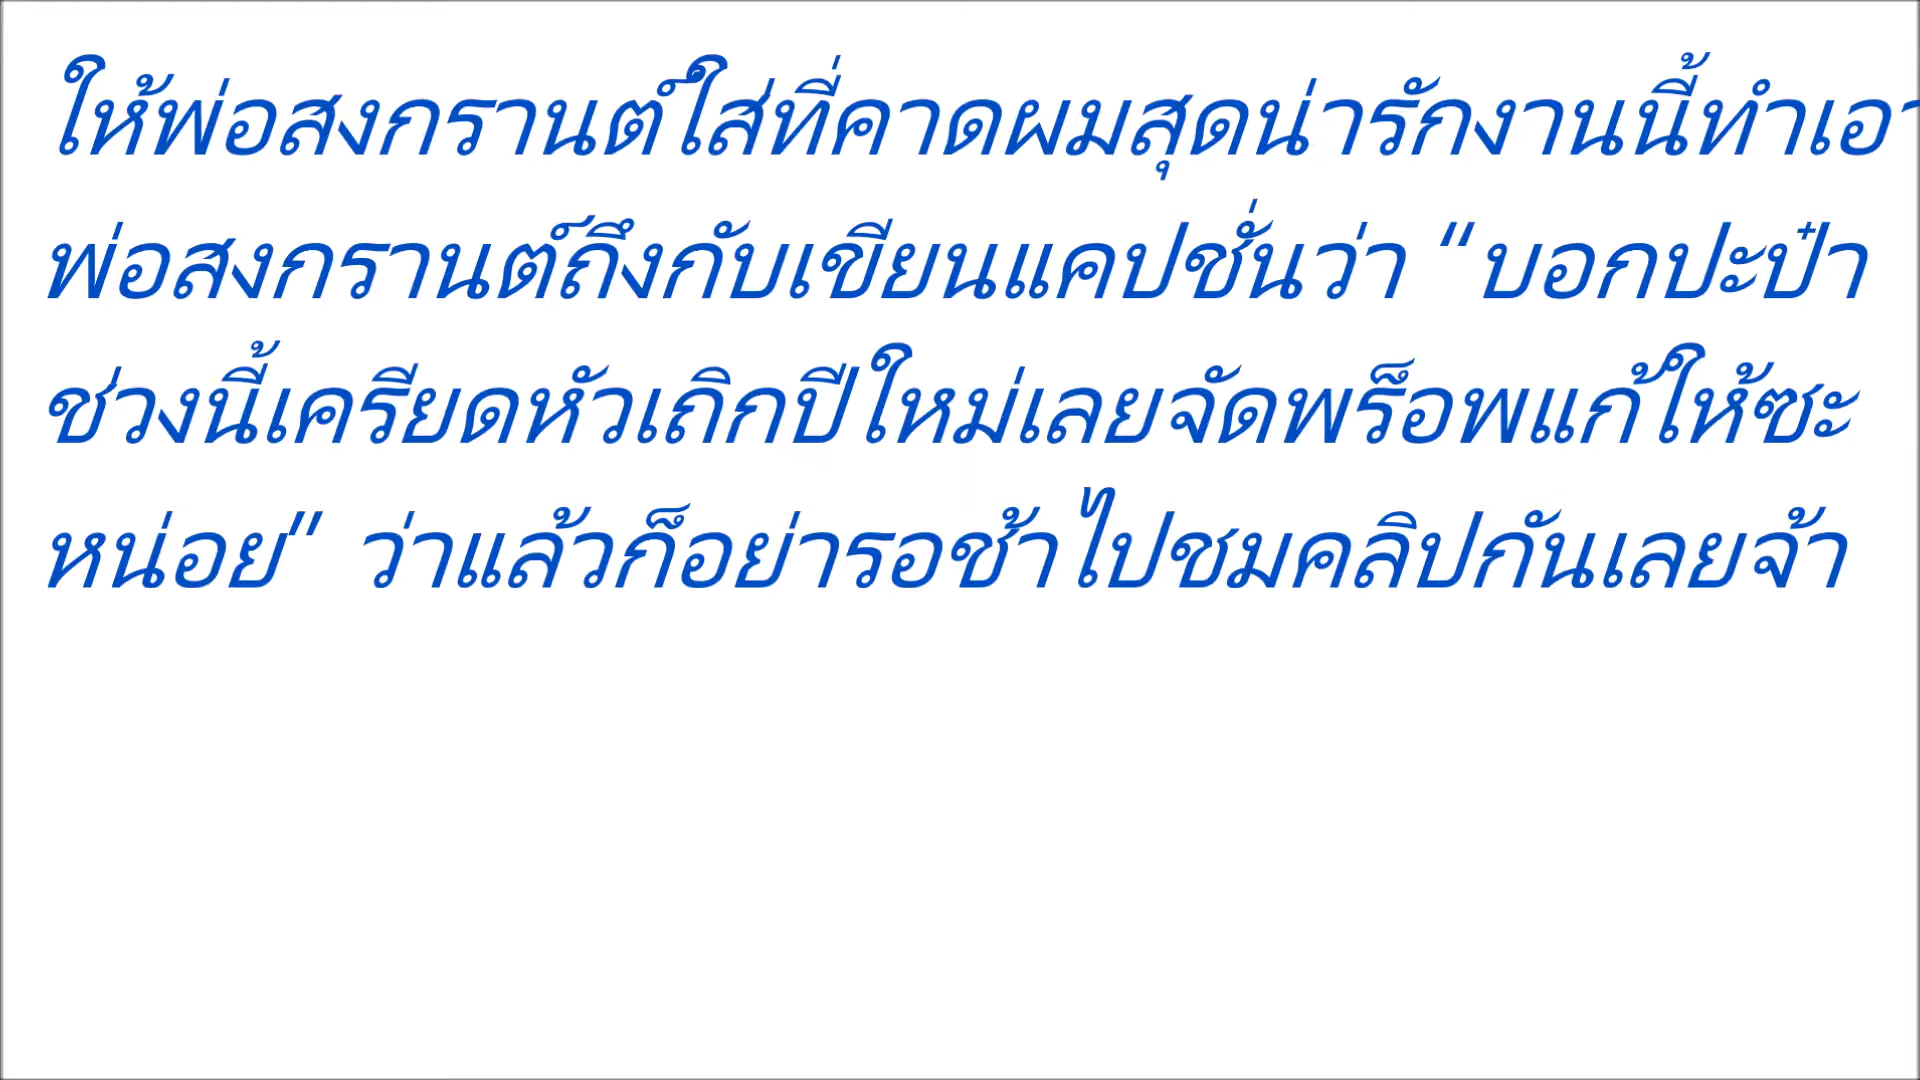 ให้พ่อสงกรานต์ใส่ที่คาดผมสุดน่ารักงานนี้ทำเอา
พ่อสงกรานต์ถึงกับเขียนแคปชั่นว่า "บอกปะป๋า
ช่วงนี้เครียดหัวเถิกปีใหม่เลยจัดพร็อพแก้ให้ซะ
หน่อย" ว่าแล้วก็อย่ารอช้าไปชมคลิปกันเลยจ้า